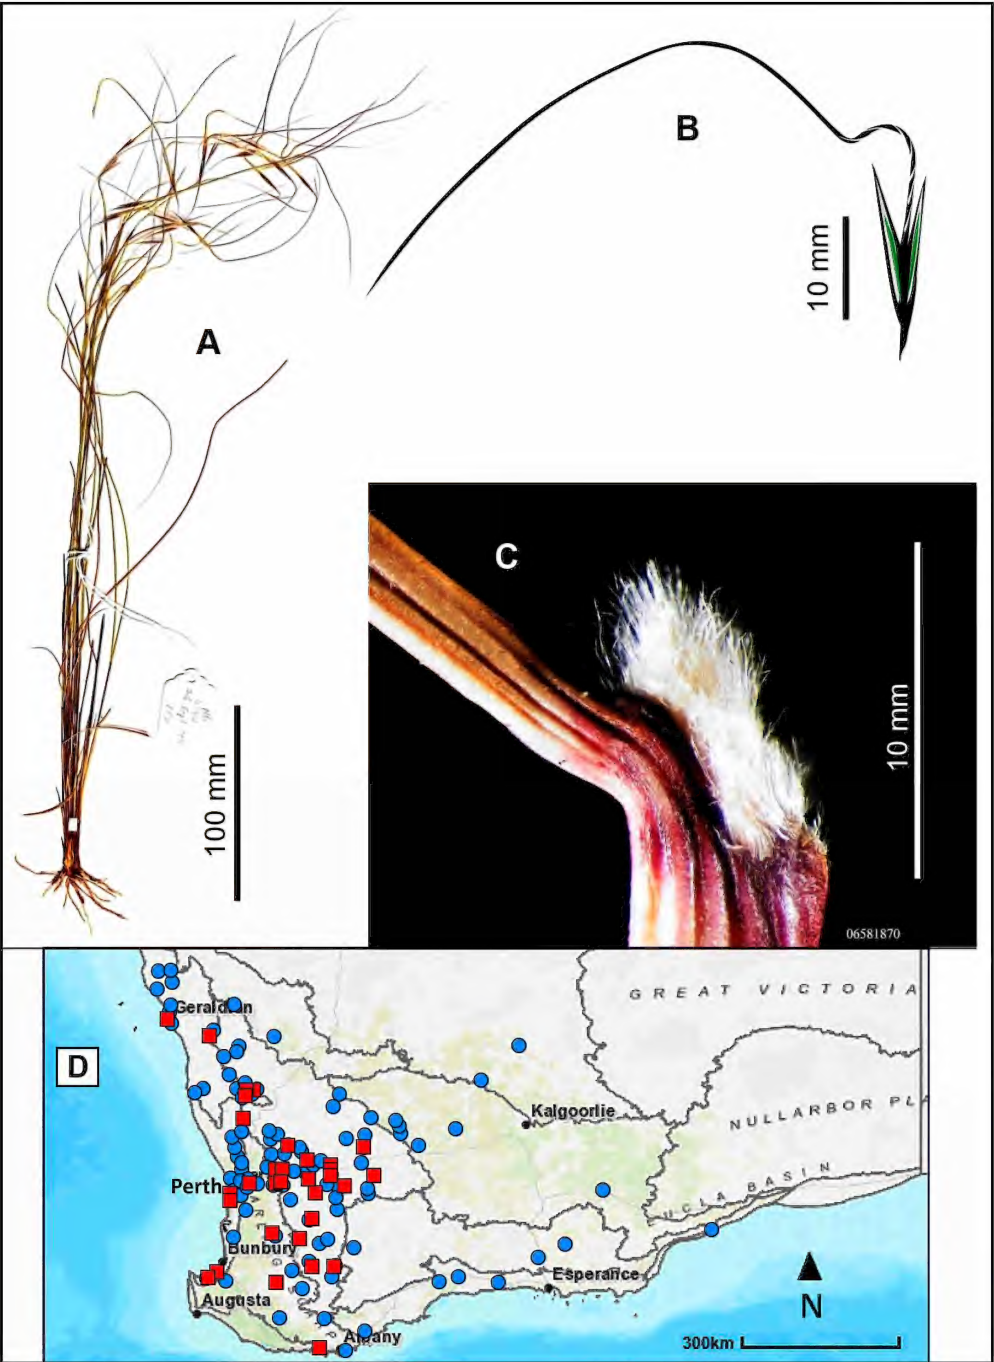 A
B
10 mm
100 mm
C
10 mm
06581870
D
Geraldton
GREAT VICTORIA
Kalgoorlie
NULLARBOR PL
Perth
BASIN
Bunbury
Esperance
Augusta
Albany
N
300km